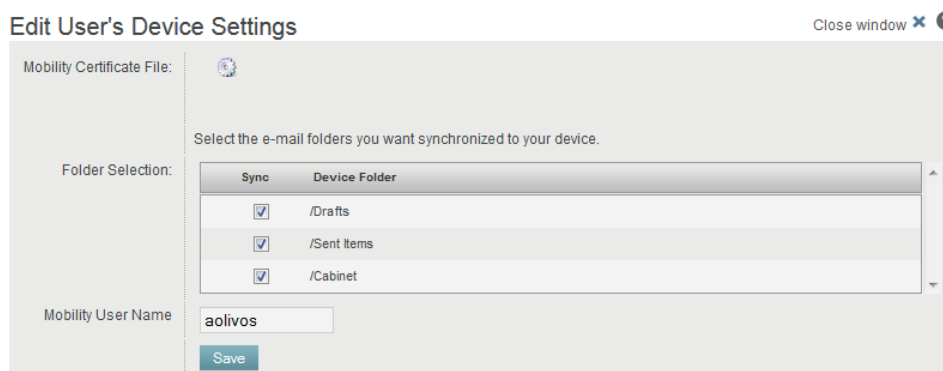 Edit User's Device Settings
Close window
Mobility Certificate File:
Select the e-mail folders you want synchronized to your device.
Folder Selection:
Sync Device Folder
/Drafts
/Sent Items
/Cabinet
Mobility User Name
aolivos
Save